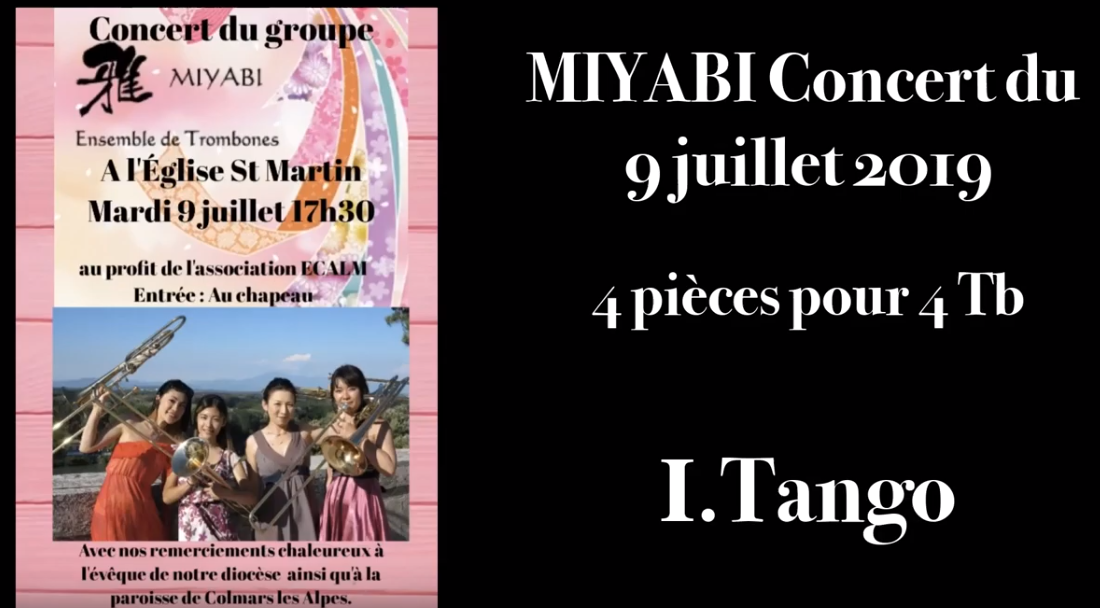 Concert du groupe
雅 MIYABI
Ensemble de Trombones
A l'Église St Martin
Mardi 9 juillet 17h30
au profit de l'association ECALM
Entrée : Au chapeau
Avec nos remerciements chaleureux à
l'évêque de notre diocèse ainsi qu'à la
paroisse de Colmars les Alpes.
MIYABI Concert du
9 juillet 2019
4 pièces pour 4 Tb
I.Tango